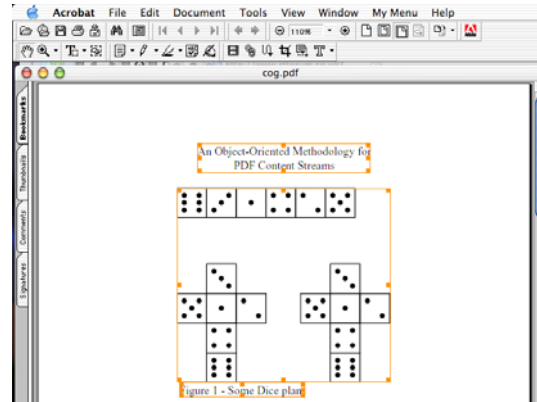 Acrobat File Edit Document Tools View Window My Menu Help
110%
cog.pdf
Bookmarks
Thumbnails
Comments
Signatures
An Object-Oriented Methodology for
PDF Content Streams
Figure 1 - Some Dice plans